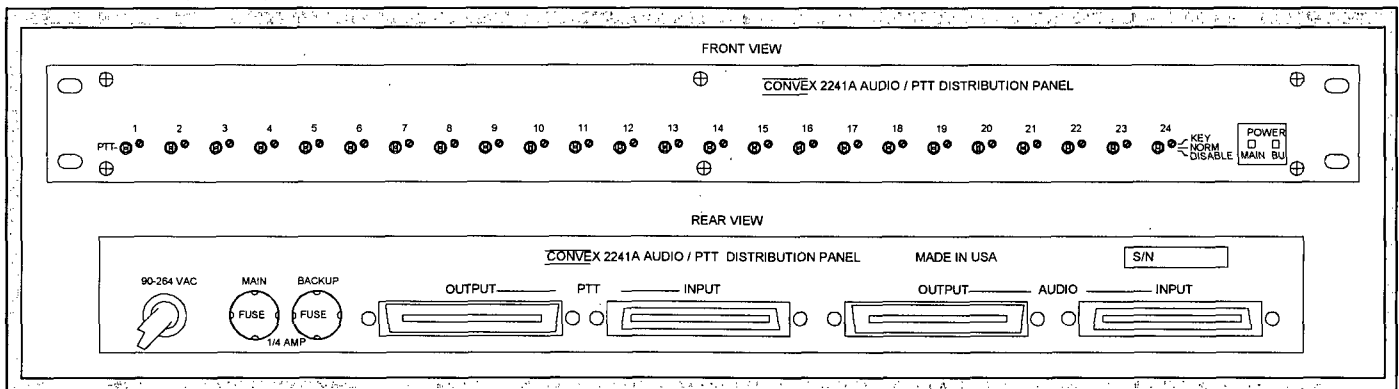 FRONT VIEW
CONVEX 2241A AUDIO / PTT DISTRIBUTION PANEL
1 2 3 4 5 6 7 8 9 10 11 12 13 14 15 16 17 18 19 20 21 22 23 24
PTT
KEY
NORM
DISABLE
POWER
MAIN BU
REAR VIEW
CONVEX 2241A AUDIO / PTT DISTRIBUTION PANEL MADE IN USA S/N
90-264 VAC MAIN BACKUP
OUTPUT PTT INPUT OUTPUT AUDIO INPUT
FUSE FUSE
1/4 AMP